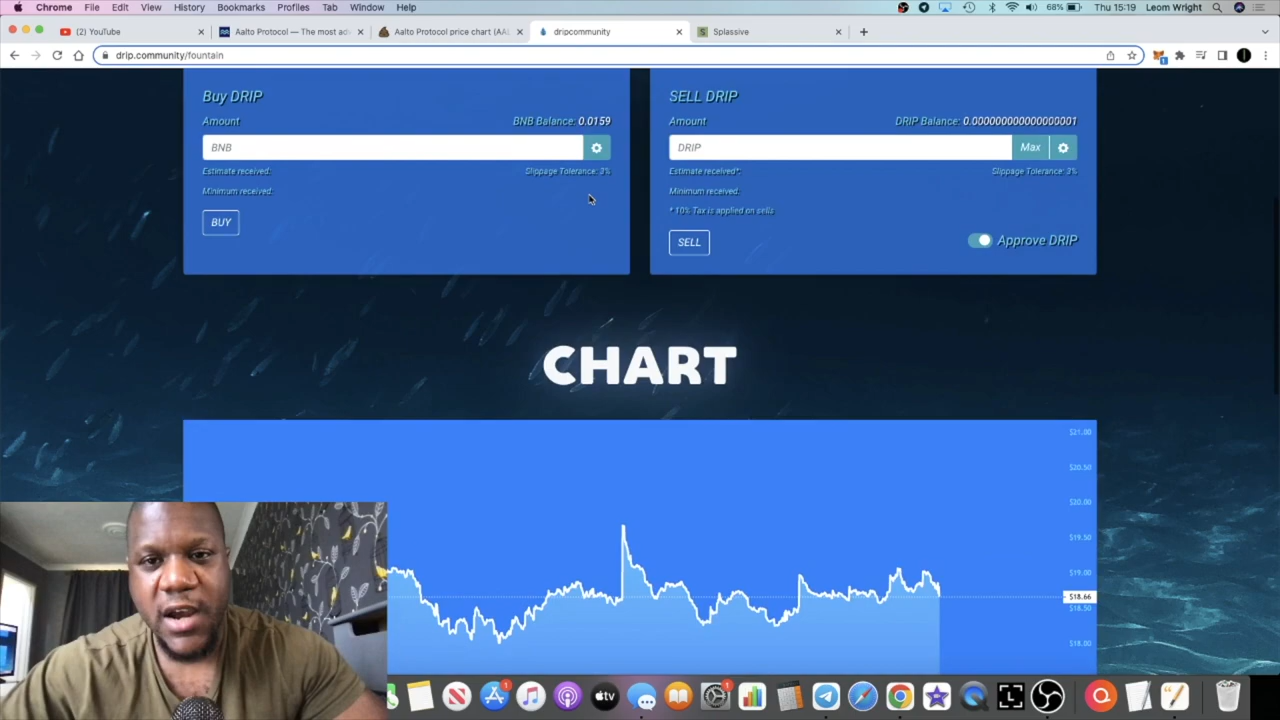 Chrome File Edit View History Bookmarks Profiles Tab Window Help 68% Thu 15:19 Leom Wright
(2) YouTube Aalto Protocol — The most ad Aalto Protocol price chart (AAL dripcommunity Splassive
drip.community/fountain
Buy DRIP
Amount BNB Balance: 0.0159
BNB
Estimate received: Slippage Tolerance: 3%
Minimum received:
BUY
SELL DRIP
Amount DRIP Balance: 0.000000000000000001
DRIP Max
Estimate received*: Slippage Tolerance: 3%
Minimum received:
* 10% Tax is applied on sells
SELL Approve DRIP
CHART
$21.00
$20.50
$20.00
$19.50
$19.00
$18.66
$18.50
$18.00
tv